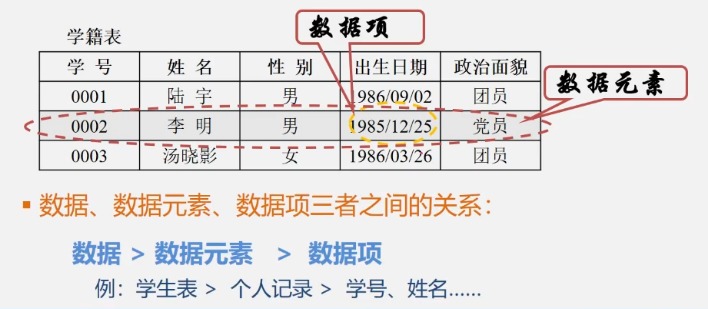 数据项
学籍表
学 号 姓 名 性 别 出生日期 政治面貌
0001 陆 宇 男 1986/09/02 团员
数据元素
0002 李 明 男 1985/12/25 党员
0003 汤晓影 女 1986/03/26 团员
▪ 数据、数据元素、数据项三者之间的关系：
数据 > 数据元素 > 数据项
例：学生表 > 个人记录 > 学号、姓名……